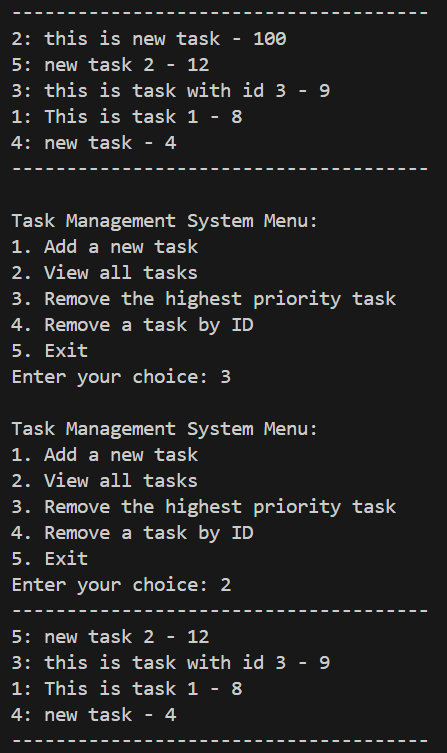 --------------------------------------
2: this is new task - 100
5: new task 2 - 12
3: this is task with id 3 - 9
1: This is task 1 - 8
4: new task - 4
--------------------------------------
Task Management System Menu:
1. Add a new task
2. View all tasks
3. Remove the highest priority task
4. Remove a task by ID
5. Exit
Enter your choice: 3
Task Management System Menu:
1. Add a new task
2. View all tasks
3. Remove the highest priority task
4. Remove a task by ID
5. Exit
Enter your choice: 2
--------------------------------------
5: new task 2 - 12
3: this is task with id 3 - 9
1: This is task 1 - 8
4: new task - 4
--------------------------------------